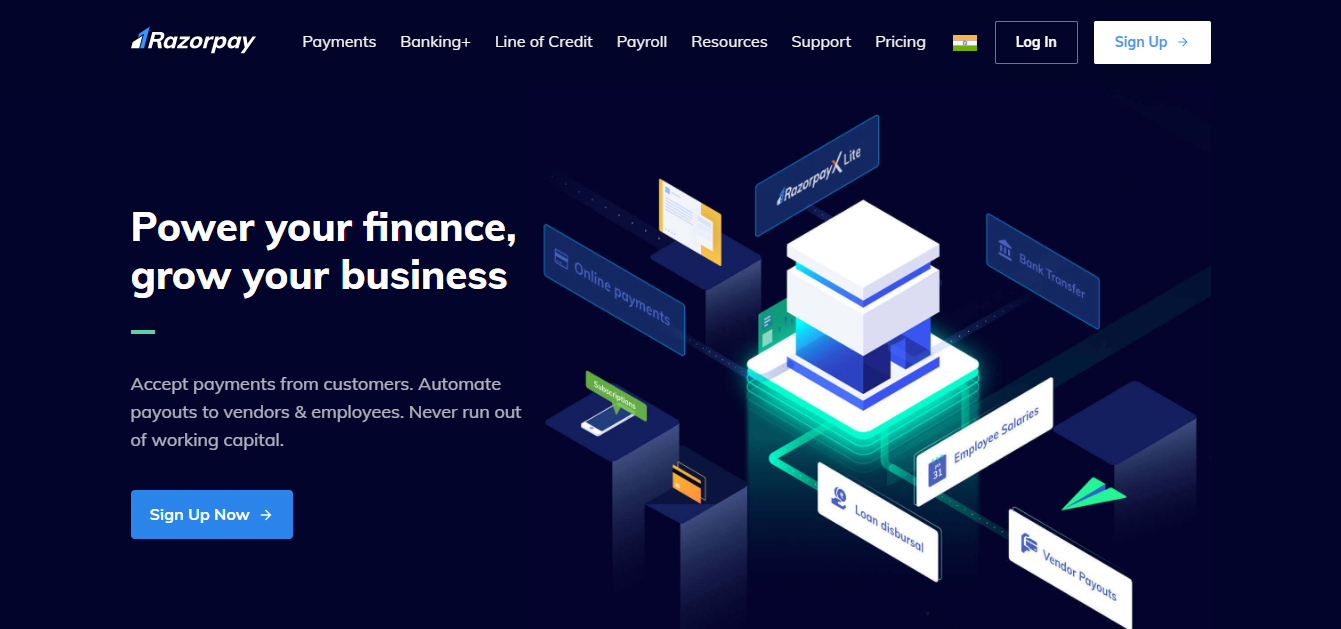 Razorpay
Payments
Banking+
Line of Credit
Payroll
Resources
Support
Pricing
Log In
Sign Up
Power your finance,
grow your business
Accept payments from customers. Automate
payouts to vendors & employees. Never run out
of working capital.
Sign Up Now
RazorpayX Lite
Online payments
Bank Transfer
Subscriptions
Employee Salaries
31
Loan disbursal
Vendor Payouts